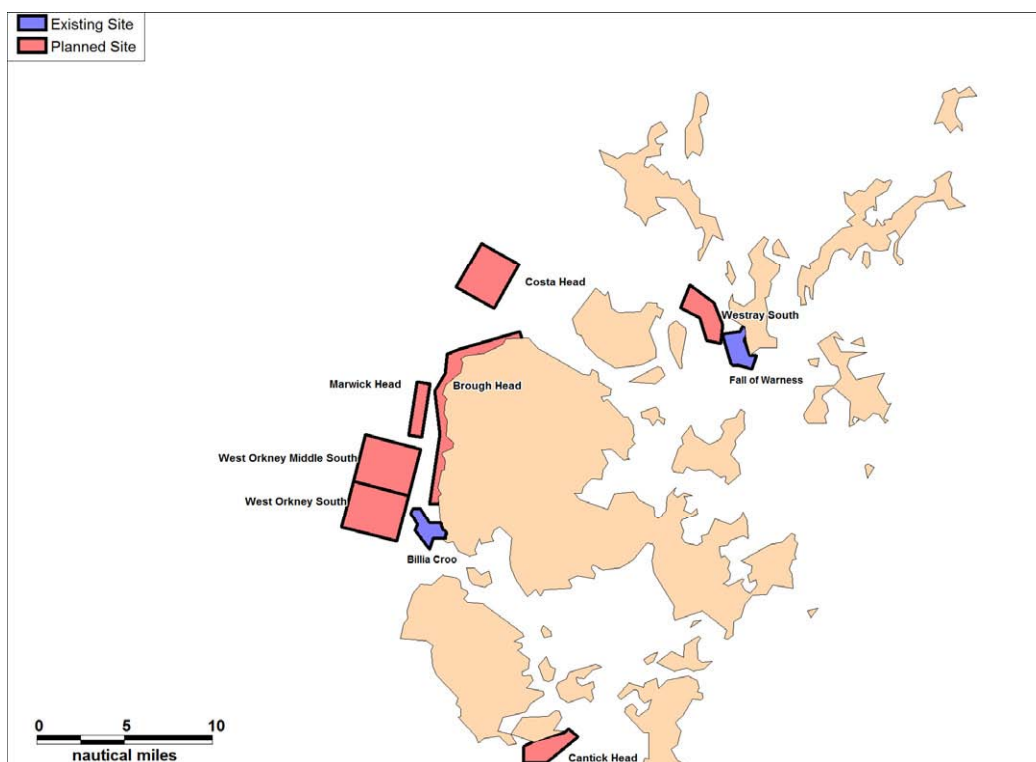 Existing Site
Planned Site
Costa Head
Westray South
Fall of Warness
Marwick Head
Brough Head
West Orkney Middle South
West Orkney South
Billia Croo
0 5 10
nautical miles
Cantick Head